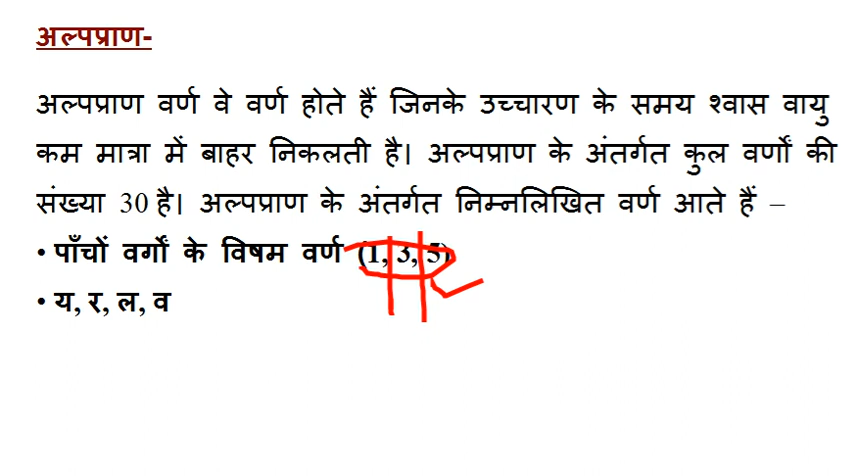 अल्पप्राण-
अल्पप्राण वर्ण वे वर्ण होते हैं जिनके उच्चारण के समय श्वास वायु
कम मात्रा में बाहर निकलती है। अल्पप्राण के अंतर्गत कुल वर्णों की
संख्या 30 है। अल्पप्राण के अंतर्गत निम्नलिखित वर्ण आते हैं –
• पाँचों वर्गों के विषम वर्ण (1, 3, 5)
• य, र, ल, व